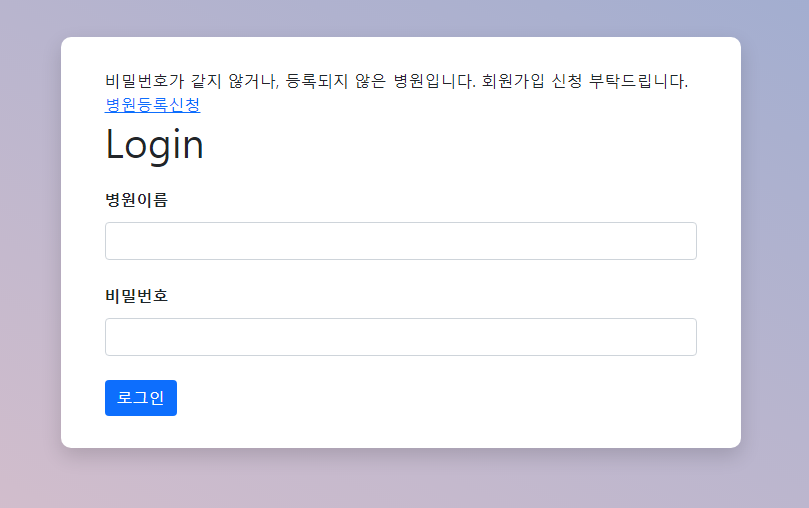 비밀번호가 같지 않거나, 등록되지 않은 병원입니다. 회원가입 신청 부탁드립니다.
병원등록신청
Login
병원이름
비밀번호
로그인